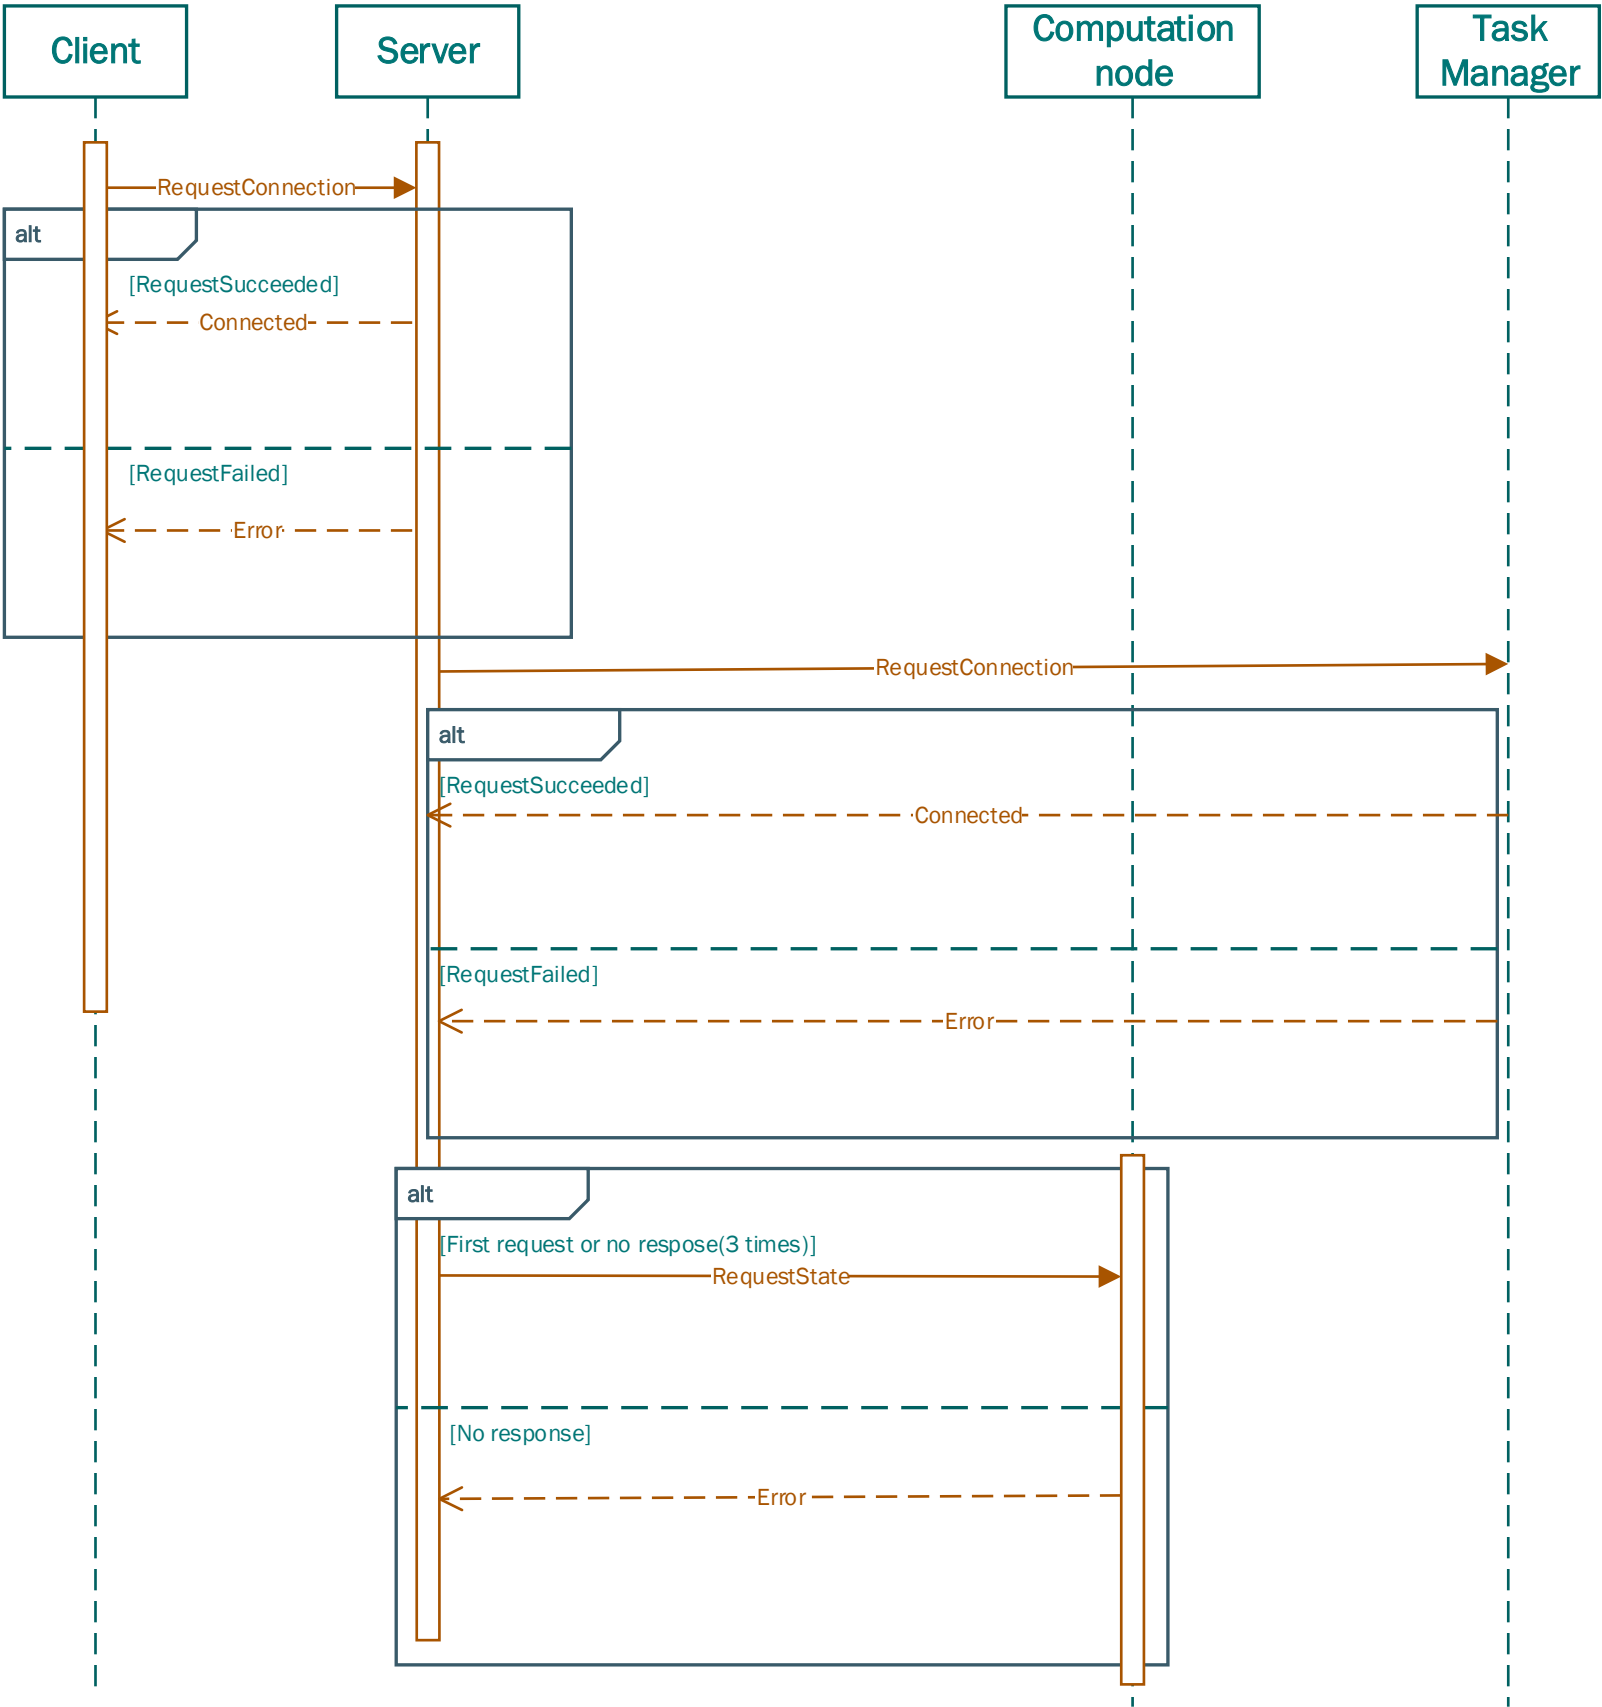 Client
Server
Computation
node
Task
Manager
RequestConnection
alt
[RequestSucceeded]
Connected
[RequestFailed]
Error
RequestConnection
alt
[RequestSucceeded]
Connected
[RequestFailed]
Error
alt
[First request or no respose(3 times)]
RequestState
[No response]
Error